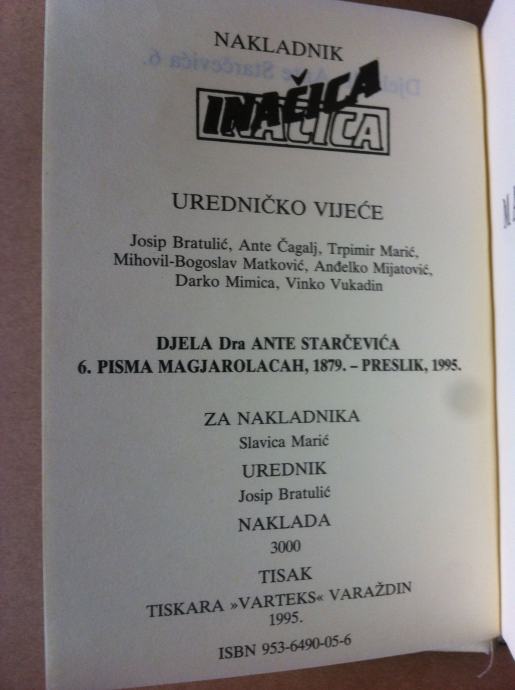 NAKLADNIK
INAČICA
INAČICA
UREDNIČKO VIJEĆE
Josip Bratulić, Ante Čagalj, Trpimir Marić,
Mihovil-Bogoslav Matković, Anđelko Mijatović,
Darko Mimica, Vinko Vukadin
DJELA Dra ANTE STARČEVIĆA
6. PISMA MAGJAROLACAH, 1879. – PRESLIK, 1995.
ZA NAKLADNIKA
Slavica Marić
UREDNIK
Josip Bratulić
NAKLADA
3000
TISAK
TISKARA »VARTEKS« VARAŽDIN
1995.
ISBN 953-6490-05-6